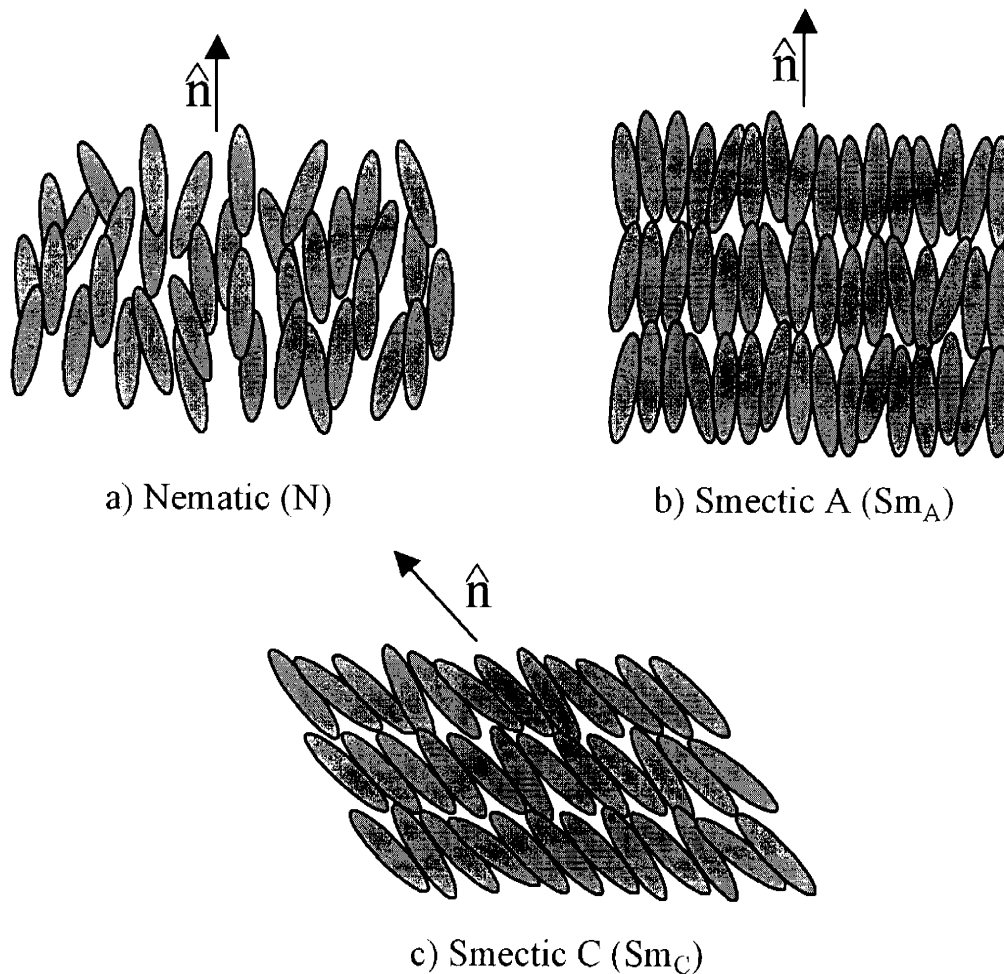 n̂
n̂
a) Nematic (N)
b) Smectic A (Sm_A)
n̂
c) Smectic C (Sm_C)